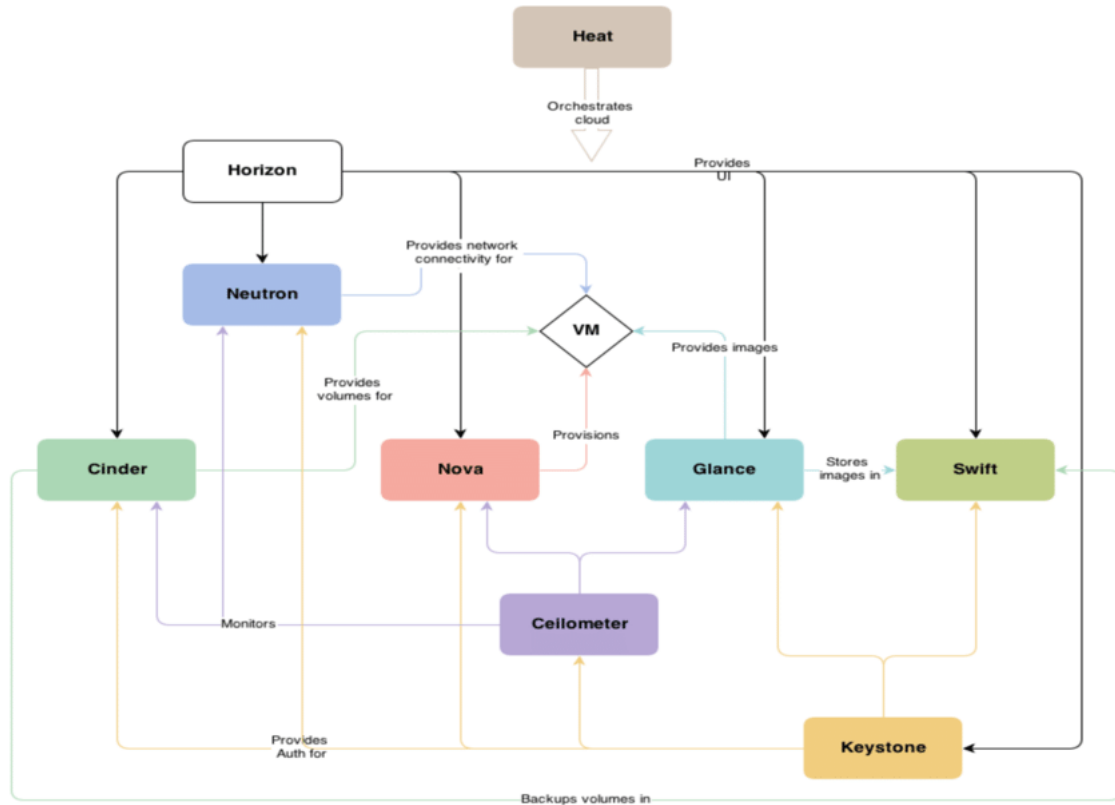 Heat
Orchestrates
cloud
Horizon
Provides
UI
Provides network
connectivity for
Neutron
VM
Provides images
Provides
volumes for
Provisions
Cinder
Nova
Glance
Stores
images in
Swift
Ceilometer
Monitors
Provides
Auth for
Keystone
Backups volumes in